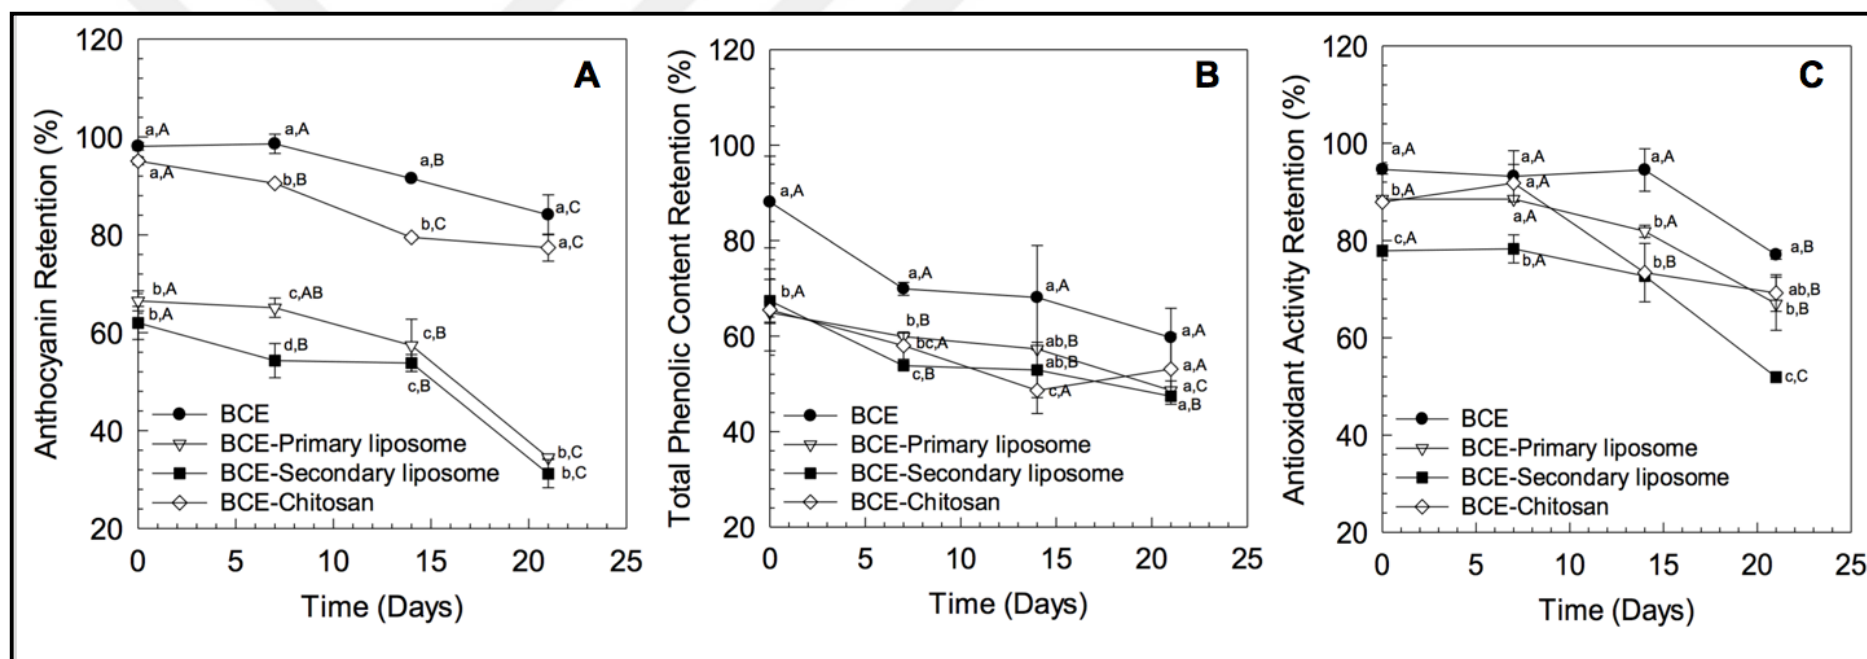 A
Anthocyanin Retention (%)
120
100
80
60
40
20
a,A
a,A
a,B
a,C
a,A
b,B
b,C
a,C
b,A
c,AB
c,B
b,C
b,A
d,B
c,B
b,C
BCE
BCE-Primary liposome
BCE-Secondary liposome
BCE-Chitosan
0 5 10 15 20 25
Time (Days)
B
Total Phenolic Content Retention (%)
120
100
80
60
40
20
a,A
a,A
a,A
a,A
b,A
b,B
bc,A
c,B
ab,B
ab,B
c,A
a,A
a,C
a,B
BCE
BCE-Primary liposome
BCE-Secondary liposome
BCE-Chitosan
0 5 10 15 20 25
Time (Days)
C
Antioxidant Activity Retention (%)
120
100
80
60
40
20
a,A
a,A
a,A
a,B
b,A
a,A
a,A
b,A
b,B
ab,B
b,B
c,A
b,A
c,C
BCE
BCE-Primary liposome
BCE-Secondary liposome
BCE-Chitosan
0 5 10 15 20 25
Time (Days)